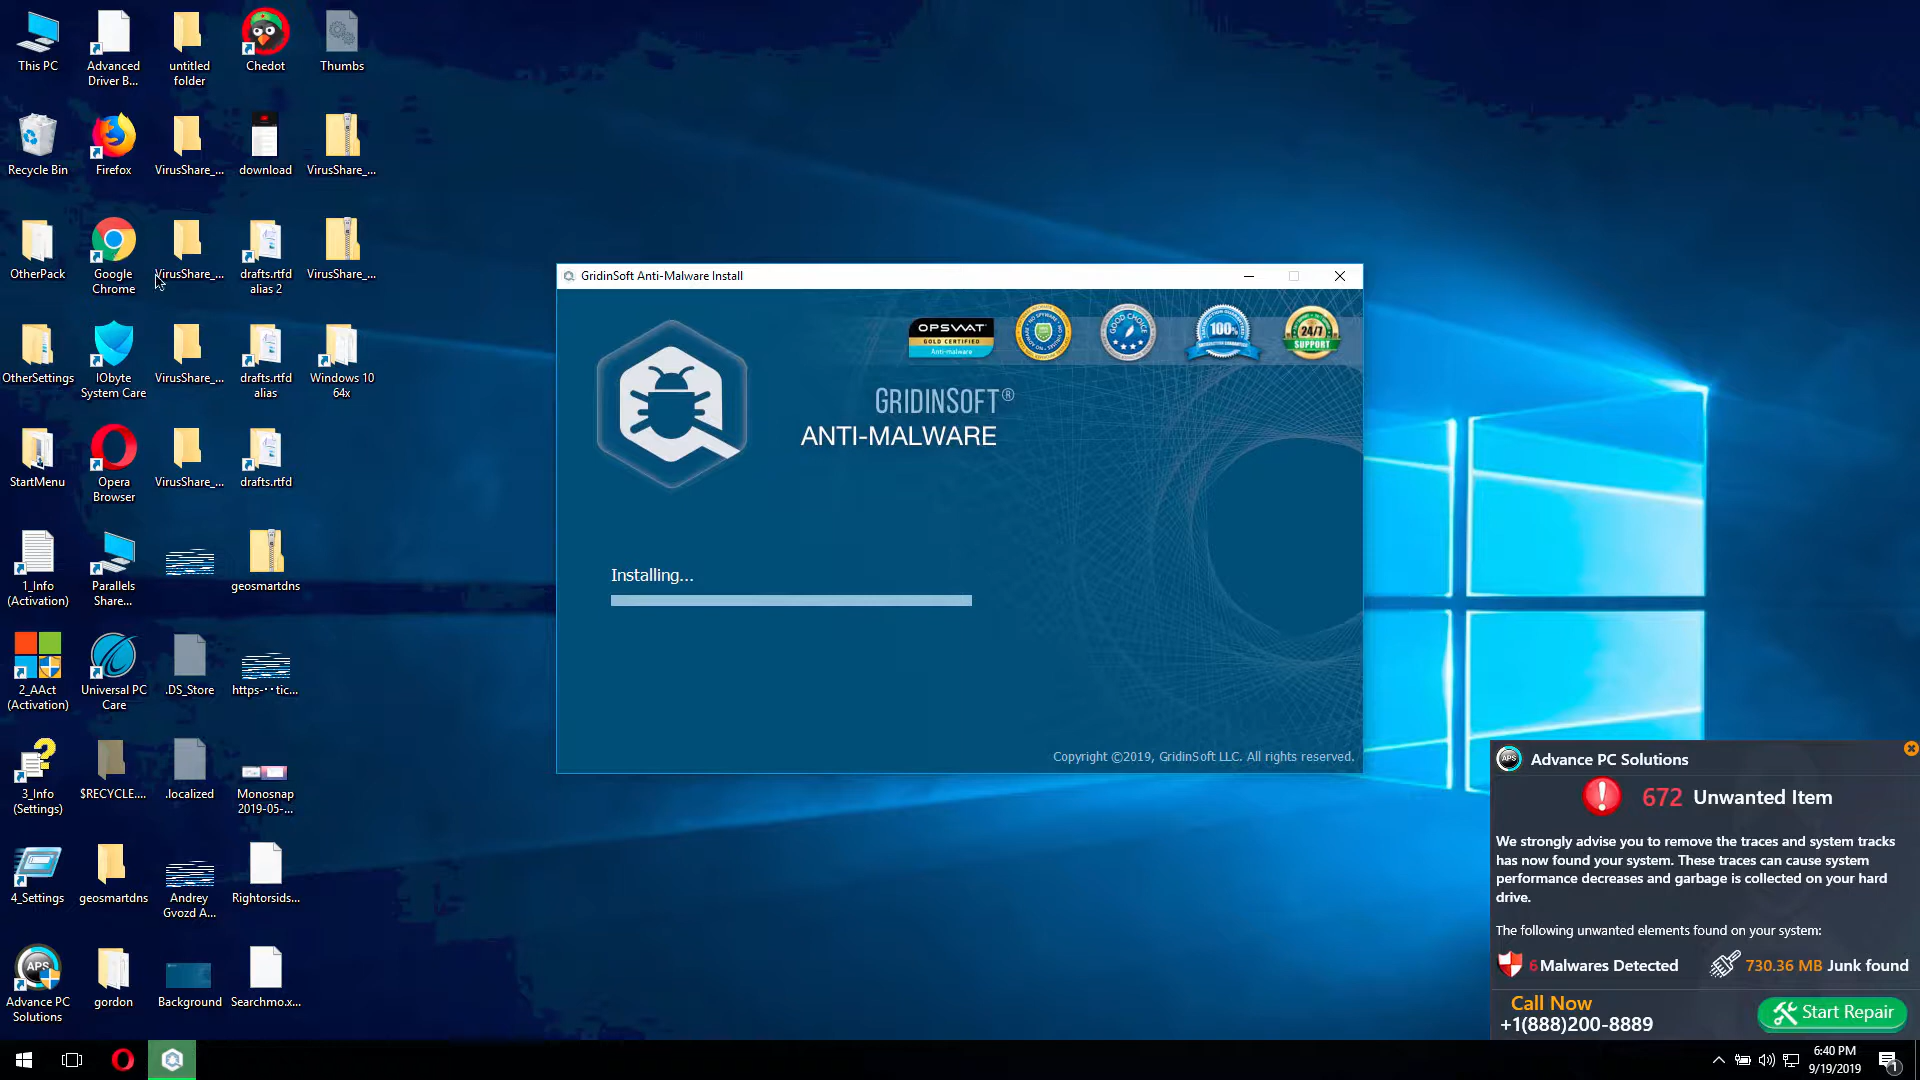 This PC
Advanced
Driver B...
untitled
folder
Chedot
Thumbs
Recycle Bin
Firefox
VirusShare_...
download
VirusShare_...
OtherPack
Google
Chrome
VirusShare_...
drafts.rtfd
alias 2
VirusShare_...
OtherSettings
IObyte
System Care
VirusShare_...
drafts.rtfd
alias
Windows 10
64x
StartMenu
Opera
Browser
VirusShare_...
drafts.rtfd
1_Info
(Activation)
Parallels
Share...
geosmartdns
2_AAct
(Activation)
Universal PC
Care
.DS_Store
https-··tic...
3_Info
(Settings)
$RECYCLE....
.localized
Monosnap
2019-05-...
4_Settings
geosmartdns
Andrey
Gvozd A...
Rightorsids...
APS
Advance PC
Solutions
gordon
Background
Searchmo.x...
GridinSoft Anti-Malware Install
OPSWAT
GOLD CERTIFIED
Anti-malware
GOOD CHOICE
100%
24/7
SUPPORT
GRIDINSOFT®
ANTI-MALWARE
Installing...
Copyright ©2019, GridinSoft LLC. All rights reserved.
APS
Advance PC Solutions
672 Unwanted Item
We strongly advise you to remove the traces and system tracks
has now found your system. These traces can cause system
performance decreases and garbage is collected on your hard
drive.
The following unwanted elements found on your system:
6 Malwares Detected
730.36 MB Junk found
Call Now
+1(888)200-8889
Start Repair
6:40 PM
9/19/2019
1